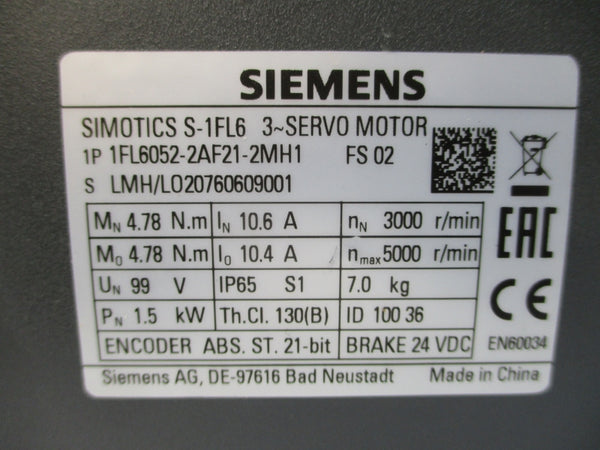 SIEMENS
SIMOTICS S-1FL6 3~SERVO MOTOR
1P 1FL6052-2AF21-2MH1 FS 02
S LMH/LO20760609001
MN 4.78 N.m IN 10.6 A nN 3000 r/min
M0 4.78 N.m I0 10.4 A nmax 5000 r/min
UN 99 V IP65 S1 7.0 kg
PN 1.5 kW Th.Cl. 130(B) ID 100 36
ENCODER ABS. ST. 21-bit BRAKE 24 VDC
EAC
CE
EN60034
Siemens AG, DE-97616 Bad Neustadt Made in China